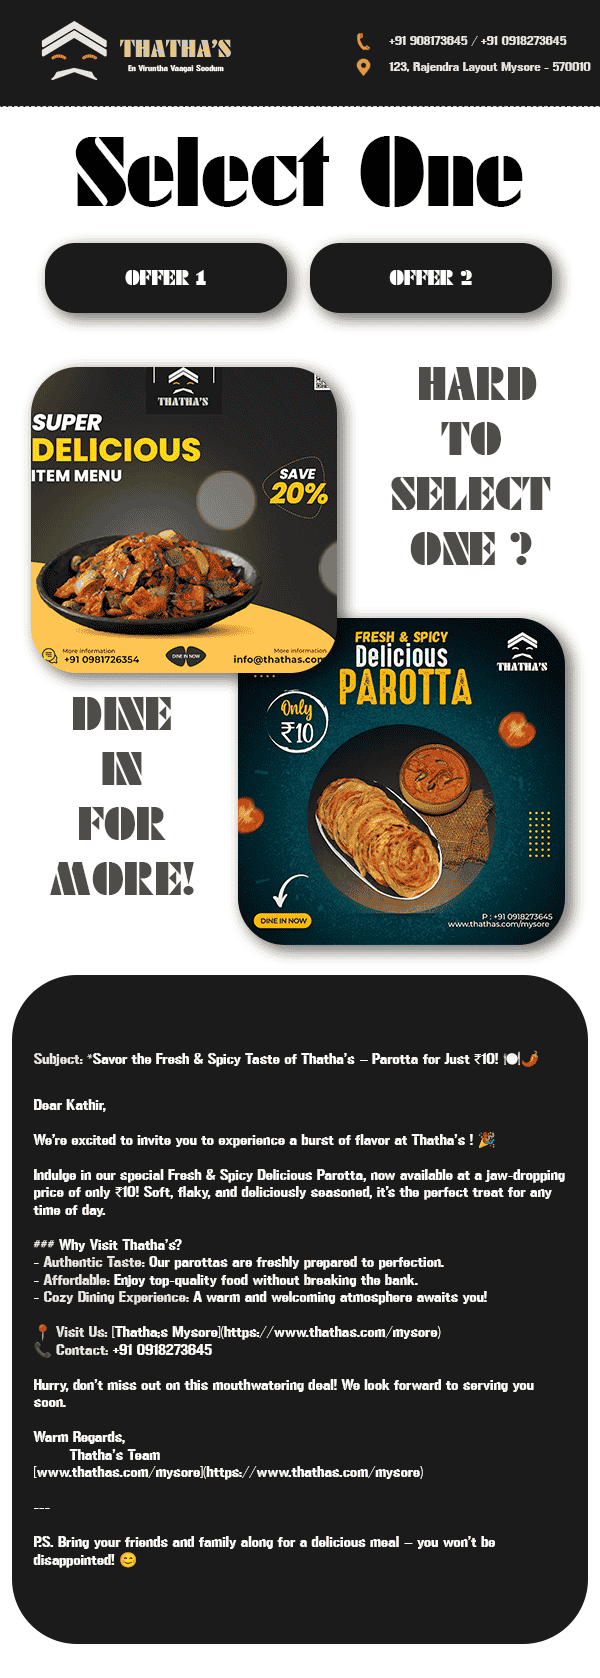 THATHA'S
En Viruntha Vaagai Soodum
+91 908173645 / +91 0918273645
123, Rajendra Layout Mysore - 570010
Select One
OFFER 1
OFFER 2
THATHA'S
SUPER
DELICIOUS
ITEM MENU
SAVE
20%
More information
+91 0981726354
DINE IN NOW
More information
info@thathas.com
HARD
TO
SELECT
ONE ?
DINE
IN
FOR
MORE!
FRESH & SPICY
Delicious
PAROTTA
THATHA'S
Only
₹10
DINE IN NOW
P : +91 0918273645
www.thathas.com/mysore
Subject: *Savor the Fresh & Spicy Taste of Thatha's – Parotta for Just ₹10! 🍽️🌶️
Dear Kathir,
We're excited to invite you to experience a burst of flavor at Thatha's ! 🎉
Indulge in our special Fresh & Spicy Delicious Parotta, now available at a jaw-dropping
price of only ₹10! Soft, flaky, and deliciously seasoned, it's the perfect treat for any
time of day.
### Why Visit Thatha's?
- Authentic Taste: Our parottas are freshly prepared to perfection.
- Affordable: Enjoy top-quality food without breaking the bank.
- Cozy Dining Experience: A warm and welcoming atmosphere awaits you!
📍 Visit Us: [Thatha;s Mysore](https://www.thathas.com/mysore)
📞 Contact: +91 0918273645
Hurry, don't miss out on this mouthwatering deal! We look forward to serving you
soon.
Warm Regards,
Thatha's Team
[www.thathas.com/mysore](https://www.thathas.com/mysore)
---
P.S. Bring your friends and family along for a delicious meal – you won't be
disappointed! 😊